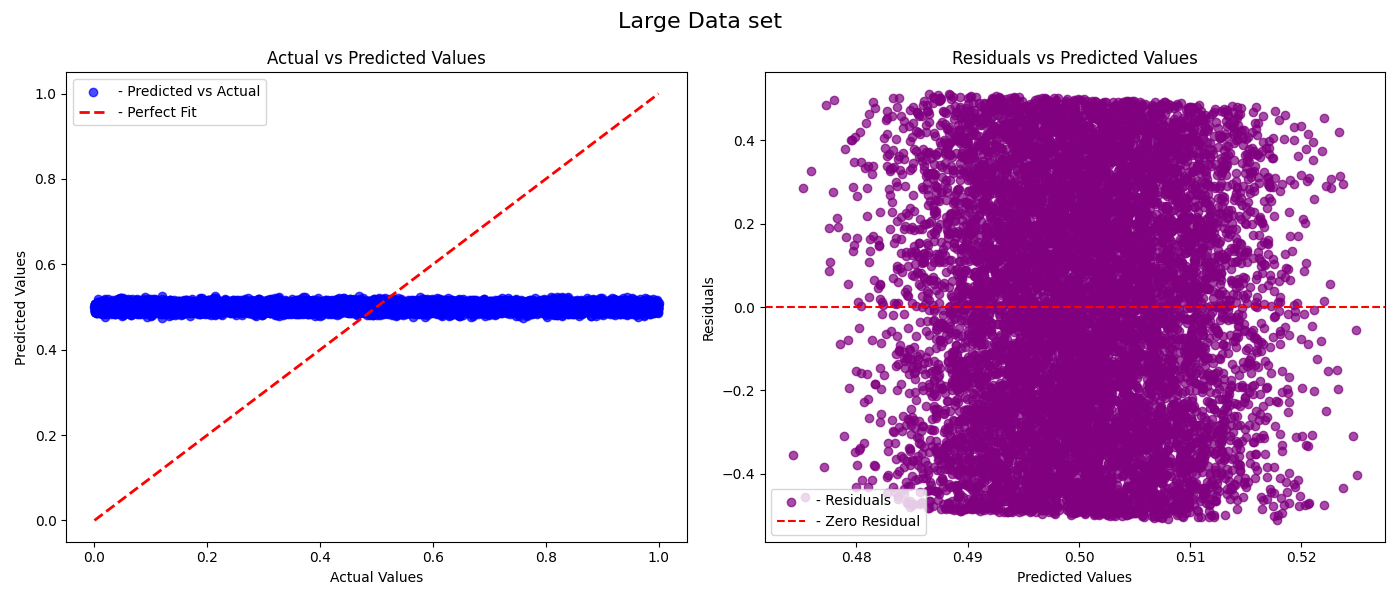 Large Data set
Actual vs Predicted Values
- Predicted vs Actual
- Perfect Fit
Predicted Values
1.0
0.8
0.6
0.4
0.2
0.0
0.0 0.2 0.4 0.6 0.8 1.0
Actual Values
Residuals vs Predicted Values
Residuals
0.4
0.2
0.0
−0.2
−0.4
- Residuals
- Zero Residual
0.48 0.49 0.50 0.51 0.52
Predicted Values